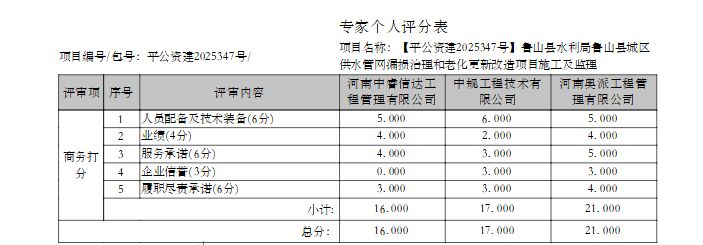 专家个人评分表
项目编号/包号: 平公资建2025347号/
项目名称: 【平公资建2025347号】鲁山县水利局鲁山县城区供水管网漏损治理和老化更新改造项目施工及监理
评审项 序号 评审内容 河南中睿信达工程管理有限公司 中规工程技术有限公司 河南奥派工程管理有限公司
商务打分
1 人员配备及技术装备(6分) 5.000 6.000 5.000
2 业绩(4分) 4.000 2.000 4.000
3 服务承诺(6分) 4.000 3.000 5.000
4 企业信誉(3分) 0.000 3.000 3.000
5 履职尽责承诺(6分) 3.000 3.000 4.000
小计: 16.000 17.000 21.000
总分: 16.000 17.000 21.000